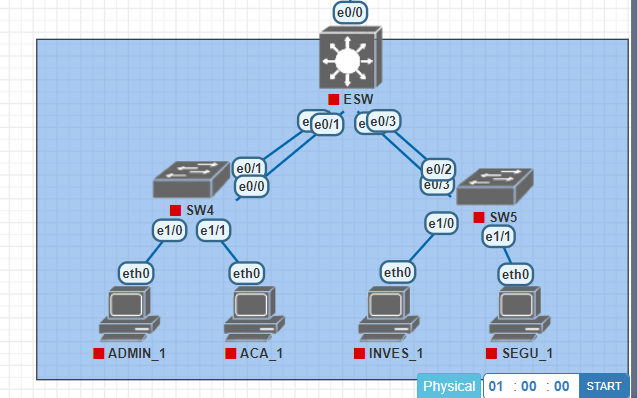 e0/0
ESW
e0/1
e0/3
e0/1
e0/0
e0/2
e0/3
SW4
SW5
e1/0
e1/1
e1/0
e1/1
eth0
eth0
eth0
eth0
ADMIN_1
ACA_1
INVES_1
SEGU_1
Physical
01 : 00 : 00
START